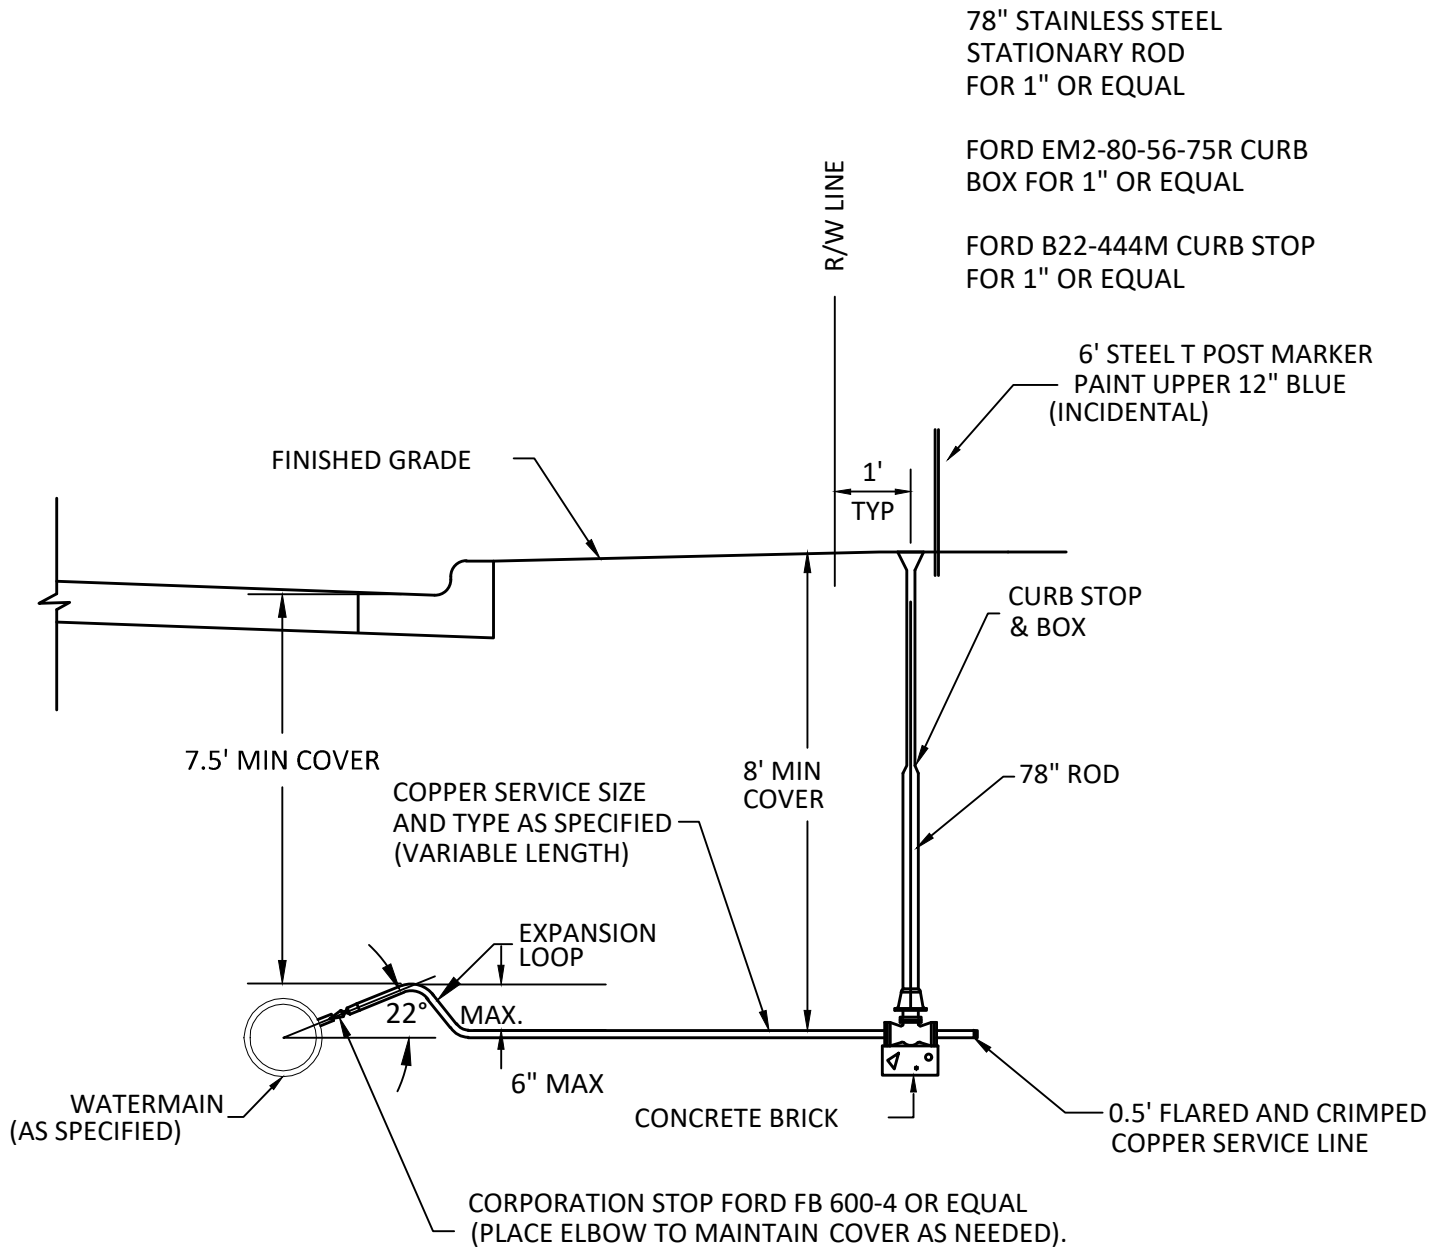 78" STAINLESS STEEL
STATIONARY ROD
FOR 1" OR EQUAL
FORD EM2-80-56-75R CURB
BOX FOR 1" OR EQUAL
FORD B22-444M CURB STOP
FOR 1" OR EQUAL
R/W LINE
6' STEEL T POST MARKER
PAINT UPPER 12" BLUE
(INCIDENTAL)
FINISHED GRADE
1'
TYP
CURB STOP
& BOX
7.5' MIN COVER
8' MIN
COVER
78" ROD
COPPER SERVICE SIZE
AND TYPE AS SPECIFIED
(VARIABLE LENGTH)
EXPANSION
LOOP
22°
MAX.
6" MAX
WATERMAIN
(AS SPECIFIED)
CONCRETE BRICK
0.5' FLARED AND CRIMPED
COPPER SERVICE LINE
CORPORATION STOP FORD FB 600-4 OR EQUAL
(PLACE ELBOW TO MAINTAIN COVER AS NEEDED).